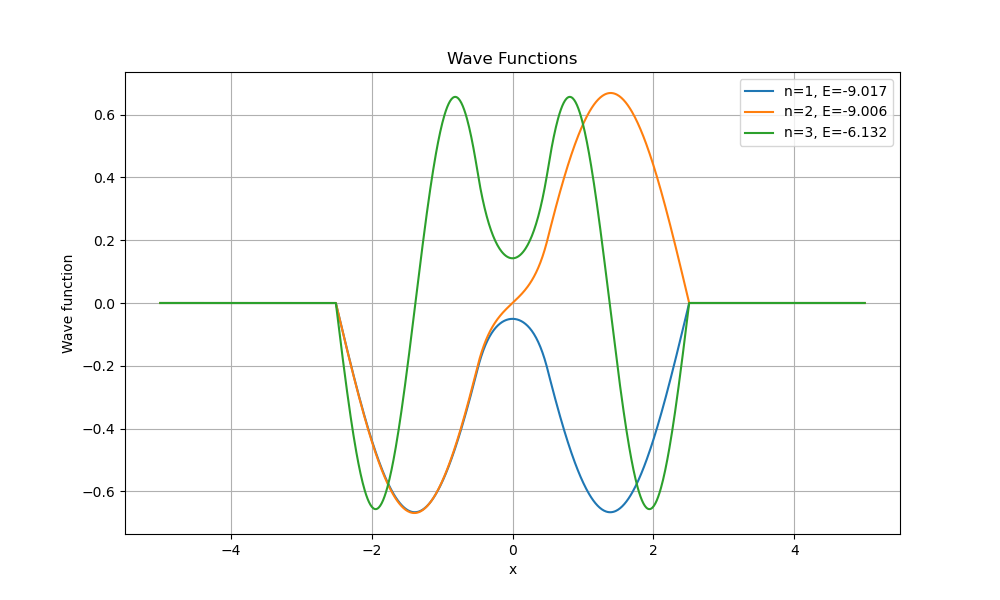 Wave Functions
n=1, E=-9.017
n=2, E=-9.006
n=3, E=-6.132
Wave function
0.6
0.4
0.2
0.0
−0.2
−0.4
−0.6
−4
−2
0
2
4
x